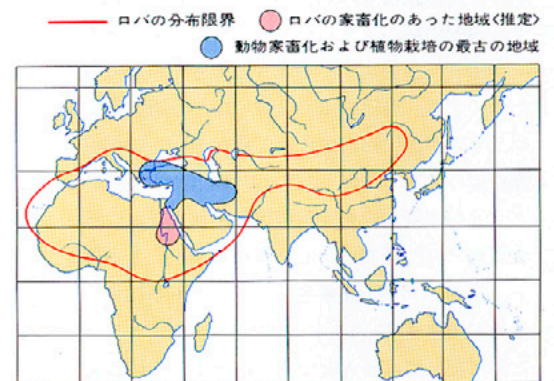 ロバの分布限界 ロバの家畜化のあった地域<推定>
動物家畜化および植物栽培の最古の地域